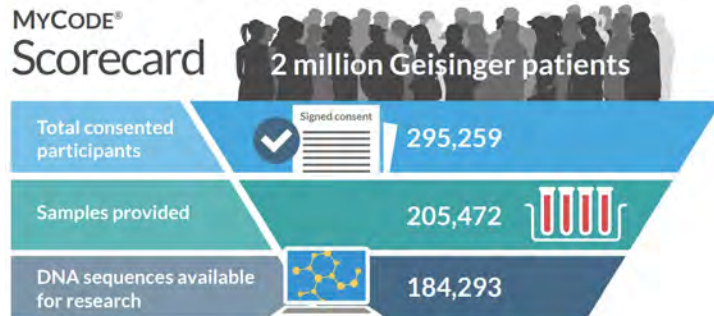 MYCODE®
Scorecard
2 million Geisinger patients
Total consented
participants
Signed consent
295,259
Samples provided
205,472
DNA sequences available
for research
184,293